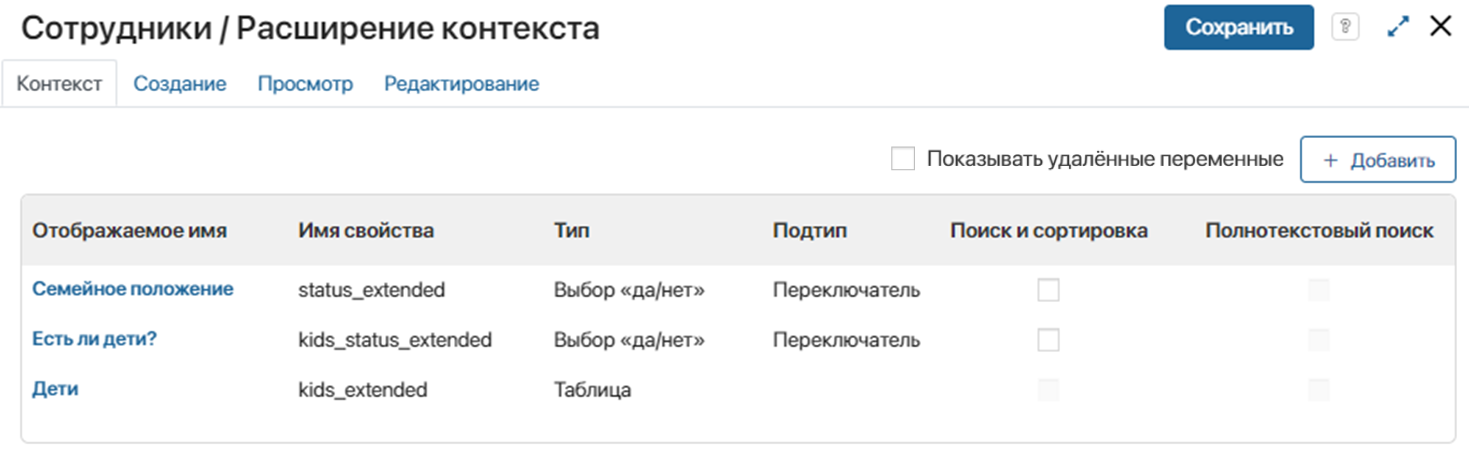 Сотрудники / Расширение контекста
Сохранить
?
Контекст Создание Просмотр Редактирование
Показывать удалённые переменные
+ Добавить
Отображаемое имя Имя свойства Тип Подтип Поиск и сортировка Полнотекстовый поиск
Семейное положение status_extended Выбор «да/нет» Переключатель
Есть ли дети? kids_status_extended Выбор «да/нет» Переключатель
Дети kids_extended Таблица